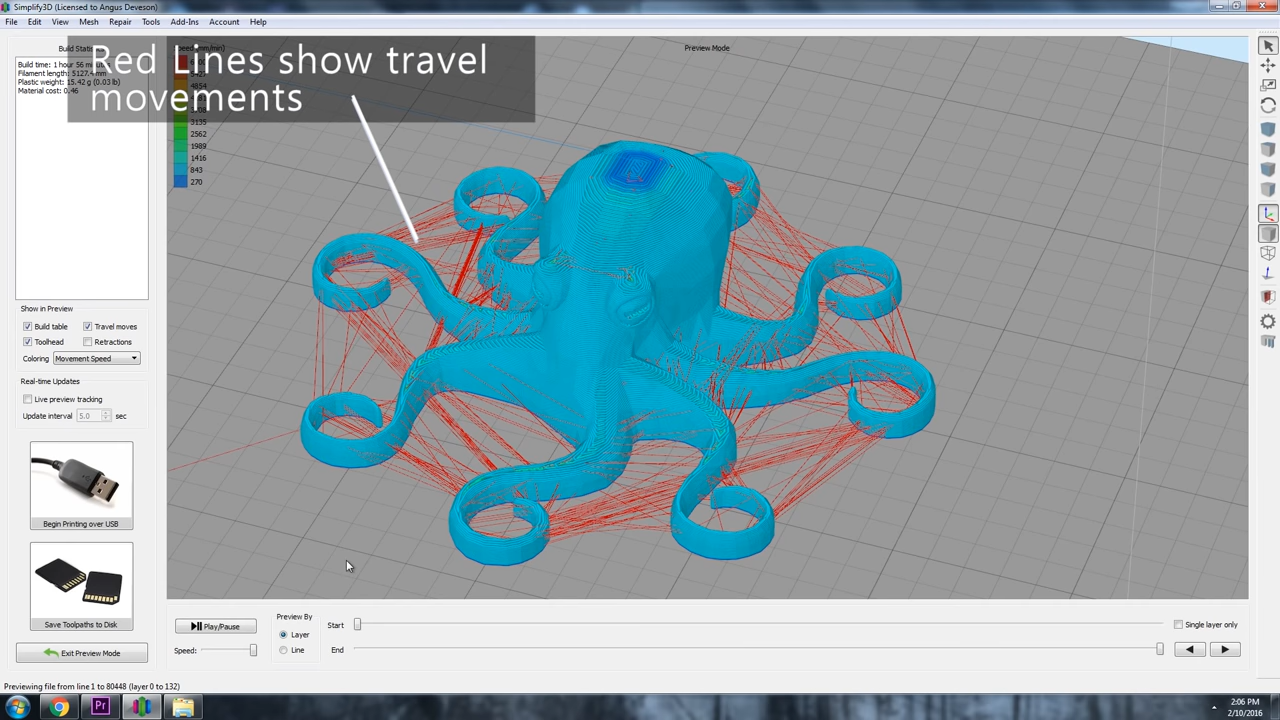 Simplify3D (Licensed to Angus Deveson)
File Edit View Mesh Repair Tools Add-Ins Account Help
Red Lines show travel
movements
Preview Mode
Build time: 1 hour 56
Filament length: 5127.
Plastic weight: 15.42 g (0.03 lb)
Material cost: 0.46
4854
3135
2562
1989
1416
843
270
Show in Preview
Build table
Travel moves
Toolhead
Retractions
Coloring Movement Speed
Real-time Updates
Live preview tracking
Update interval 5.0 sec
Begin Printing over USB
Save Toolpaths to Disk
Exit Preview Mode
Play/Pause
Speed:
Preview By
Layer
Line
Start
End
Single layer only
Previewing file from line 1 to 80448 (layer 0 to 132)
Pr
2:06 PM
2/10/2016